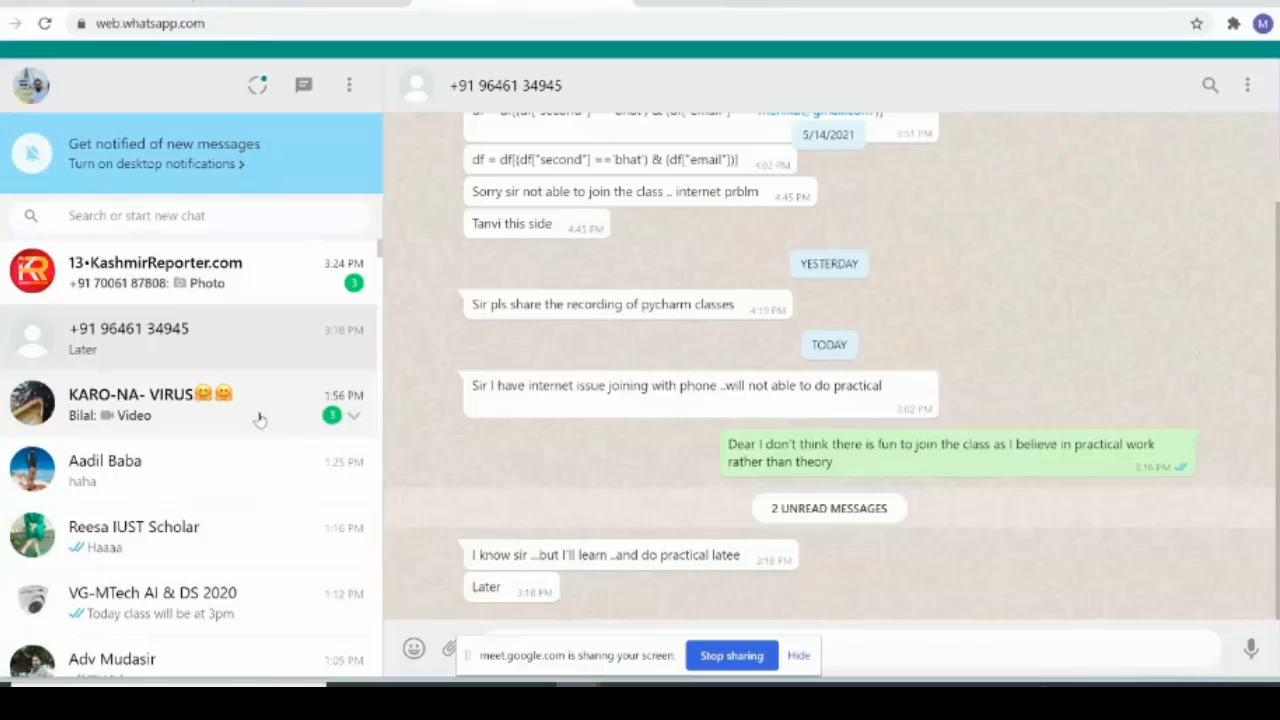 web.whatsapp.com
M
+91 96461 34945
Get notified of new messages
Turn on desktop notifications >
Search or start new chat
13•KashmirReporter.com
3:24 PM
+91 70061 87808: Photo
3
+91 96461 34945
3:18 PM
Later
KARO-NA- VIRUS🤗🤗
1:56 PM
Bilal: Video
3
Aadil Baba
1:25 PM
haha
Reesa IUST Scholar
1:16 PM
Haaaa
VG-MTech AI & DS 2020
1:12 PM
Today class will be at 3pm
Adv Mudasir
1:05 PM
3:51 PM
5/14/2021
df = df[(df["second"] =='bhat') & (df["email"])]
4:02 PM
Sorry sir not able to join the class .. internet prblm
4:45 PM
Tanvi this side
4:45 PM
YESTERDAY
Sir pls share the recording of pycharm classes
4:19 PM
TODAY
Sir I have internet issue joining with phone ..will not able to do practical
3:02 PM
Dear I don't think there is fun to join the class as I believe in practical work
rather than theory
3:16 PM
2 UNREAD MESSAGES
I know sir ...but I'll learn ..and do practical latee
3:18 PM
Later
3:18 PM
meet.google.com is sharing your screen.
Stop sharing
Hide